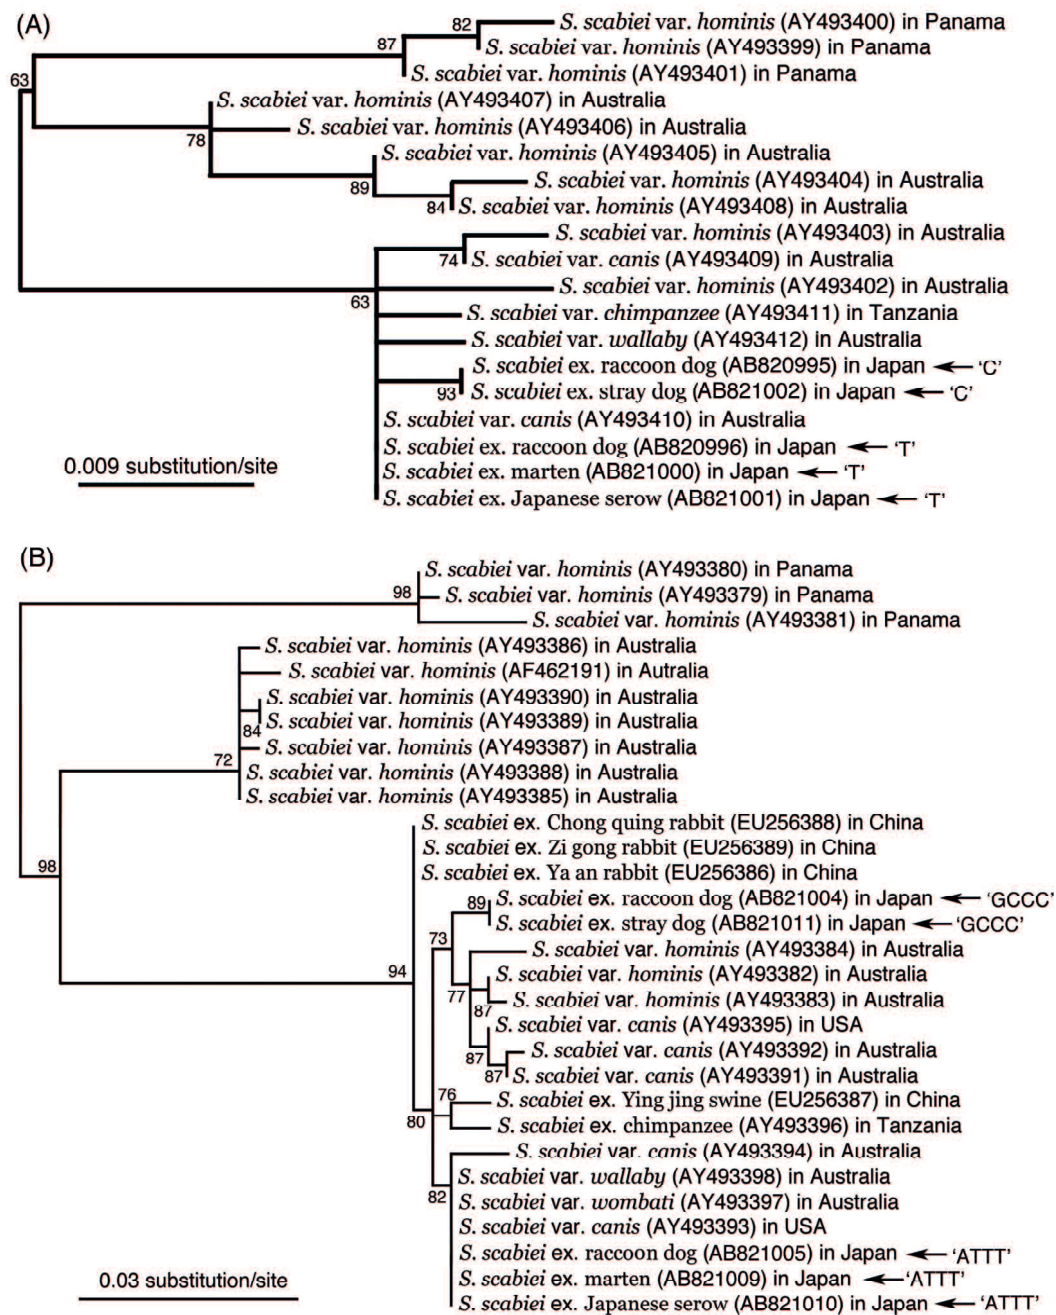 (A)
82 S. scabiei var. hominis (AY493400) in Panama
87 S. scabiei var. hominis (AY493399) in Panama
63 S. scabiei var. hominis (AY493401) in Panama
S. scabiei var. hominis (AY493407) in Australia
78 S. scabiei var. hominis (AY493406) in Australia
S. scabiei var. hominis (AY493405) in Australia
89 S. scabiei var. hominis (AY493404) in Australia
84 S. scabiei var. hominis (AY493408) in Australia
S. scabiei var. hominis (AY493403) in Australia
74 S. scabiei var. canis (AY493409) in Australia
63 S. scabiei var. hominis (AY493402) in Australia
S. scabiei var. chimpanzee (AY493411) in Tanzania
S. scabiei var. wallaby (AY493412) in Australia
S. scabiei ex. raccoon dog (AB820995) in Japan ← 'C'
93 S. scabiei ex. stray dog (AB821002) in Japan ← 'C'
S. scabiei var. canis (AY493410) in Australia
S. scabiei ex. raccoon dog (AB820996) in Japan ← 'T'
S. scabiei ex. marten (AB821000) in Japan ← 'T'
S. scabiei ex. Japanese serow (AB821001) in Japan ← 'T'
0.009 substitution/site
(B)
S. scabiei var. hominis (AY493380) in Panama
98 S. scabiei var. hominis (AY493379) in Panama
S. scabiei var. hominis (AY493381) in Panama
S. scabiei var. hominis (AY493386) in Australia
S. scabiei var. hominis (AF462191) in Autralia
S. scabiei var. hominis (AY493390) in Australia
84 S. scabiei var. hominis (AY493389) in Australia
S. scabiei var. hominis (AY493387) in Australia
72 S. scabiei var. hominis (AY493388) in Australia
S. scabiei var. hominis (AY493385) in Australia
S. scabiei ex. Chong quing rabbit (EU256388) in China
S. scabiei ex. Zi gong rabbit (EU256389) in China
98 S. scabiei ex. Ya an rabbit (EU256386) in China
89 S. scabiei ex. raccoon dog (AB821004) in Japan ← 'GCCC'
S. scabiei ex. stray dog (AB821011) in Japan ← 'GCCC'
73 S. scabiei var. hominis (AY493384) in Australia
94 77 S. scabiei var. hominis (AY493382) in Australia
87 S. scabiei var. hominis (AY493383) in Australia
S. scabiei var. canis (AY493395) in USA
87 S. scabiei var. canis (AY493392) in Australia
87 S. scabiei var. canis (AY493391) in Australia
76 S. scabiei ex. Ying jing swine (EU256387) in China
80 S. scabiei ex. chimpanzee (AY493396) in Tanzania
S. scabiei var. canis (AY493394) in Australia
S. scabiei var. wallaby (AY493398) in Australia
82 S. scabiei var. wombati (AY493397) in Australia
S. scabiei var. canis (AY493393) in USA
S. scabiei ex. raccoon dog (AB821005) in Japan ← 'ATTT'
S. scabiei ex. marten (AB821009) in Japan ← 'ATTT'
S. scabiei ex. Japanese serow (AB821010) in Japan ← 'ATTT'
0.03 substitution/site